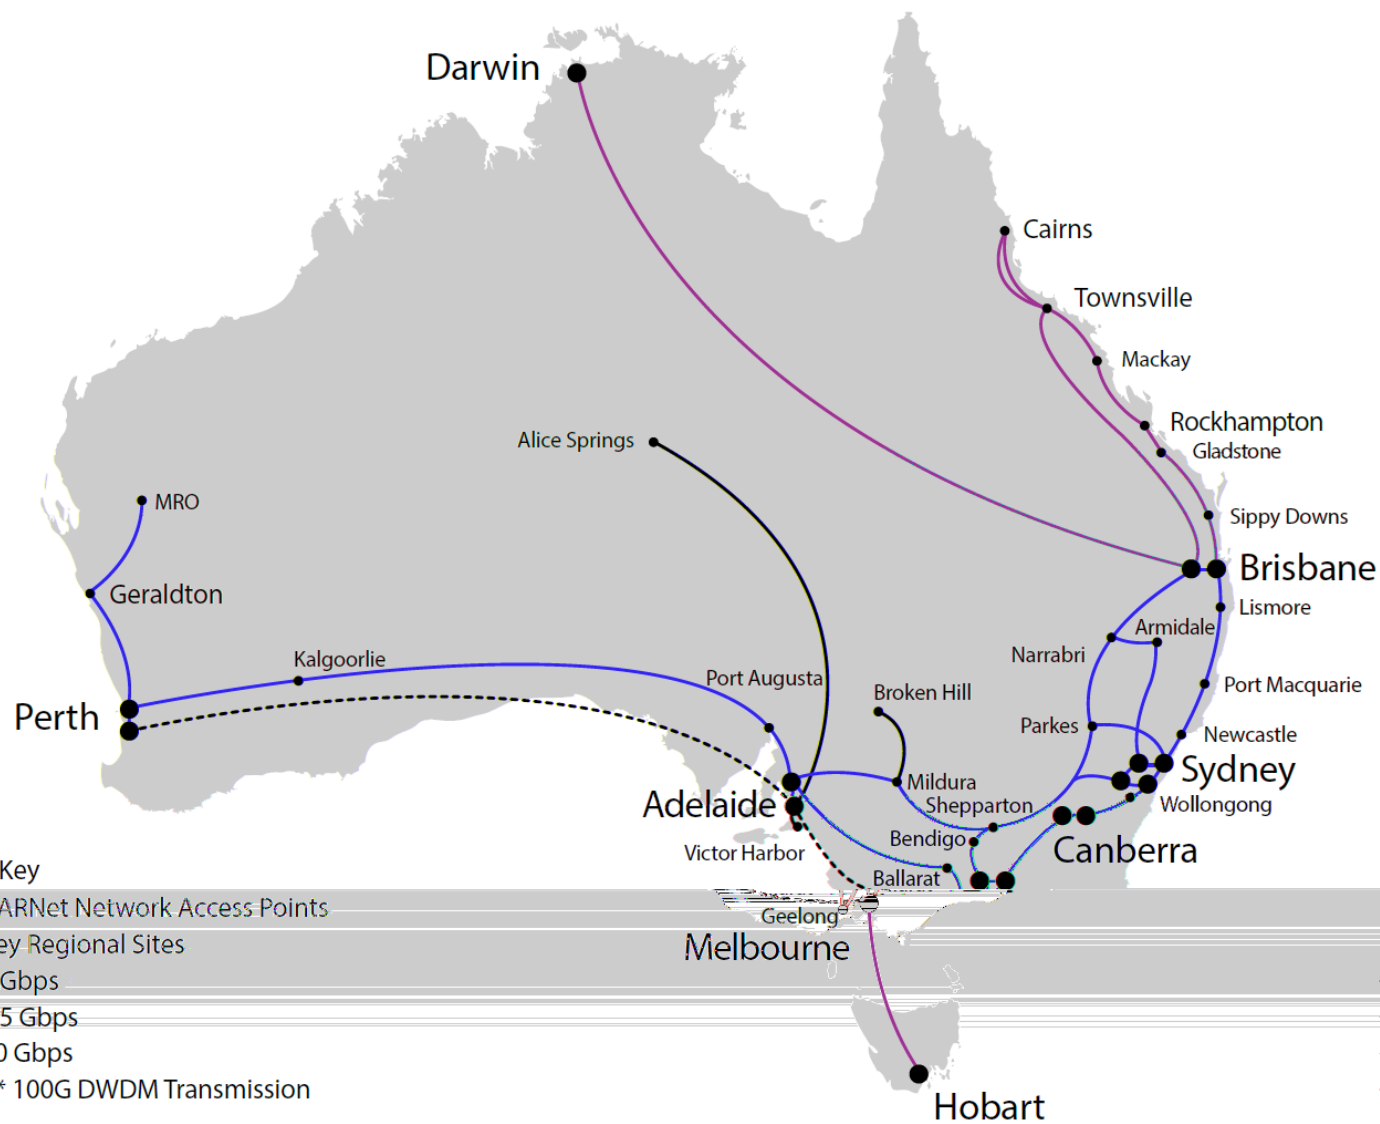 Darwin
Cairns
Townsville
Mackay
Rockhampton
Gladstone
Alice Springs
MRO
Sippy Downs
Brisbane
Geraldton
Lismore
Armidale
Narrabri
Kalgoorlie
Port Augusta
Port Macquarie
Broken Hill
Perth
Parkes
Newcastle
Sydney
Mildura
Adelaide
Shepparton
Wollongong
Bendigo
Canberra
Victor Harbor
Key
Ballarat
ARNet Network Access Points
Geelong
ey Regional Sites
Melbourne
Gbps
5 Gbps
0 Gbps
* 100G DWDM Transmission
Hobart